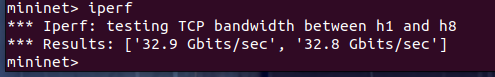 mininet> iperf
*** Iperf: testing TCP bandwidth between h1 and h8
*** Results: ['32.9 Gbits/sec', '32.8 Gbits/sec']
mininet>